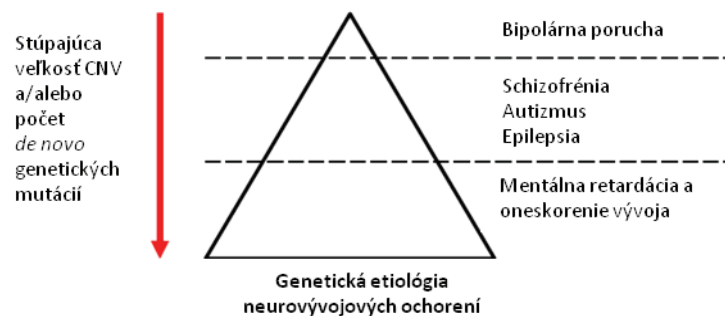 Stúpajúca
veľkosť CNV
a/alebo
počet
de novo
genetických
mutácií
Bipolárna porucha
Schizofrénia
Autizmus
Epilepsia
Mentálna retardácia a
oneskorenie vývoja
Genetická etiológia
neurovývojových ochorení